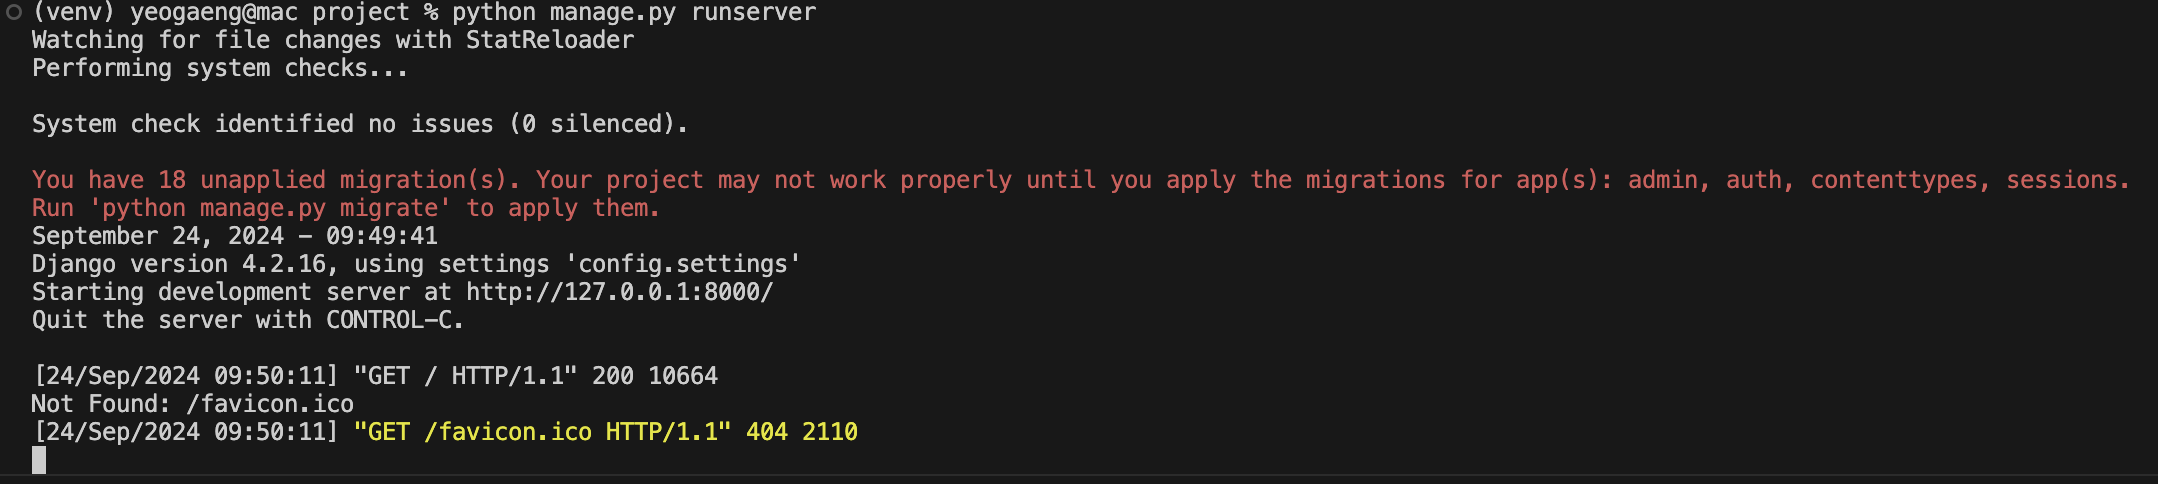 (venv) yeogaeng@mac project % python manage.py runserver
Watching for file changes with StatReloader
Performing system checks...
System check identified no issues (0 silenced).
You have 18 unapplied migration(s). Your project may not work properly until you apply the migrations for app(s): admin, auth, contenttypes, sessions.
Run 'python manage.py migrate' to apply them.
September 24, 2024 - 09:49:41
Django version 4.2.16, using settings 'config.settings'
Starting development server at http://127.0.0.1:8000/
Quit the server with CONTROL-C.
[24/Sep/2024 09:50:11] "GET / HTTP/1.1" 200 10664
Not Found: /favicon.ico
[24/Sep/2024 09:50:11] "GET /favicon.ico HTTP/1.1" 404 2110